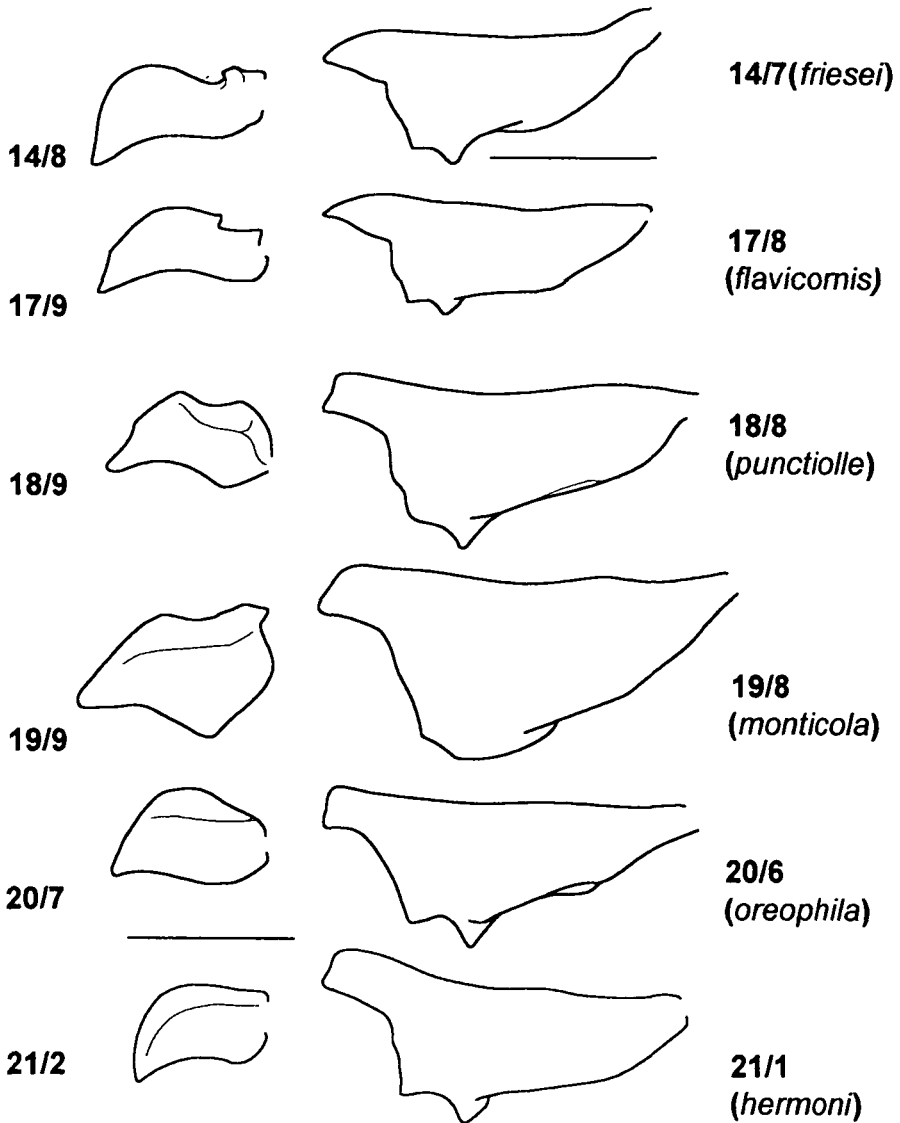 14/7(friesei)
14/8
17/8
(flavicornis)
17/9
18/8
(punctiolle)
18/9
19/8
(monticola)
19/9
20/6
(oreophila)
20/7
21/1
(hermoni)
21/2